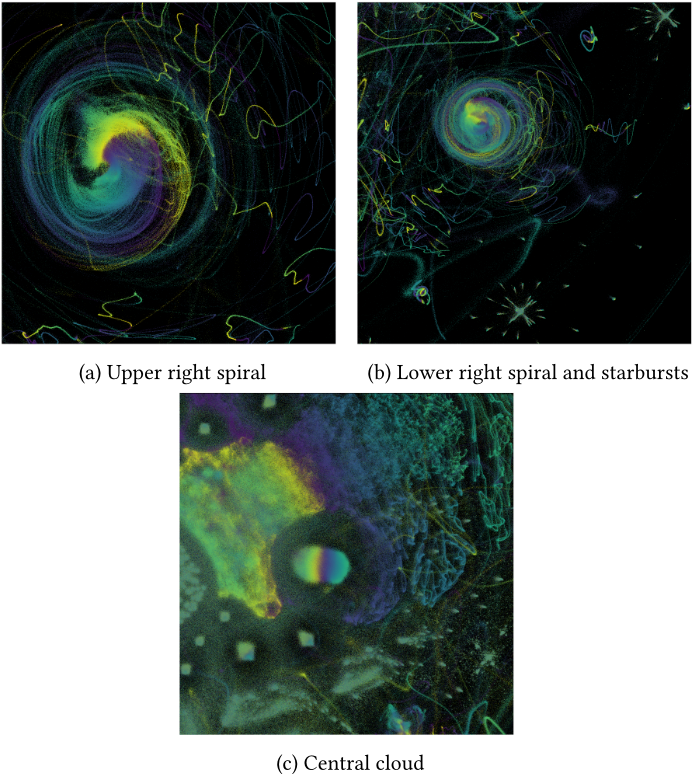 (a) Upper right spiral
(b) Lower right spiral and starbursts
(c) Central cloud